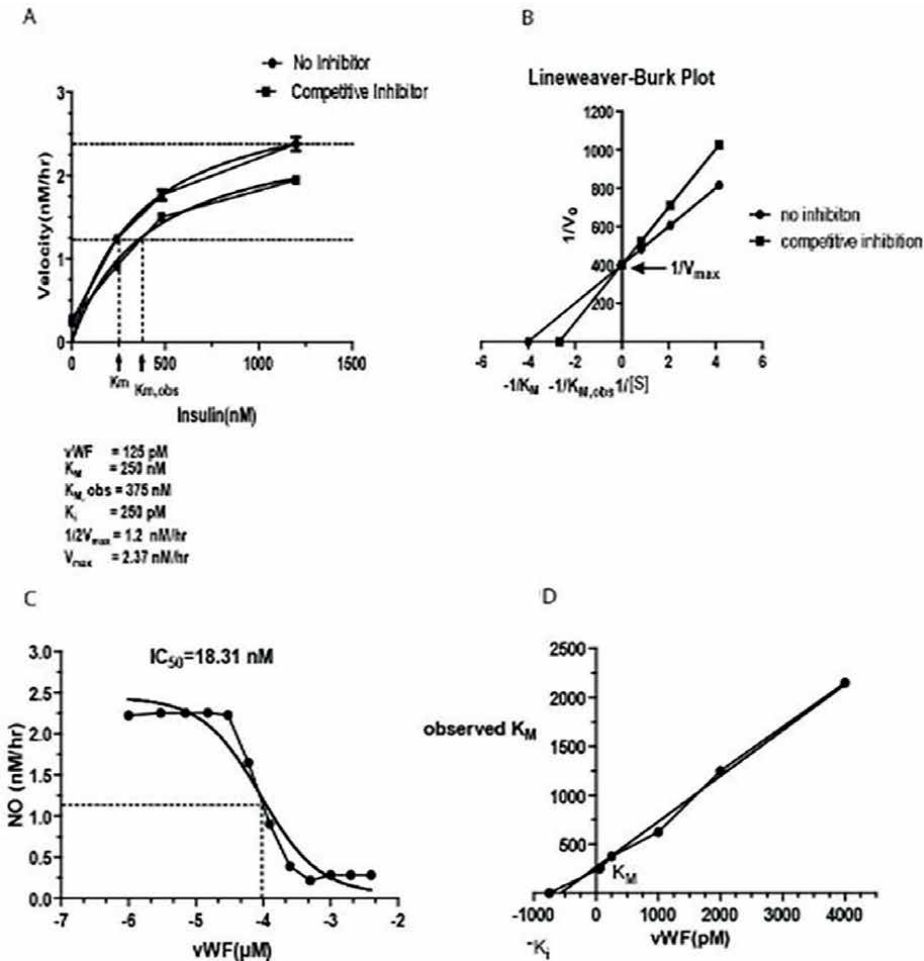 A
No Inhibitor
Competitive Inhibitor
3
2
1
0
Velocity(nM/hr)
0 500 1000 1500
Km Km,obs
Insulin(nM)
vWF = 125 pM
KM = 250 nM
KM, obs = 375 nM
Ki = 250 pM
1/2Vmax = 1.2 nM/hr
Vmax = 2.37 nM/hr
B
Lineweaver-Burk Plot
1200
1000
800
600
400
200
1/V0
no inhibiton
competitive inhibition
1/Vmax
-6 -4 -2 0 2 4 6
-1/KM -1/KM,obs 1/[S]
C
IC50=18.31 nM
3.0
2.5
2.0
1.5
1.0
0.5
0.0
NO (nM/hr)
-7 -6 -5 -4 -3 -2
vWF(µM)
D
2500
2000
1500
1000
500
0
observed KM
KM
-1000 0 1000 2000 3000 4000
vWF(pM)
-Ki